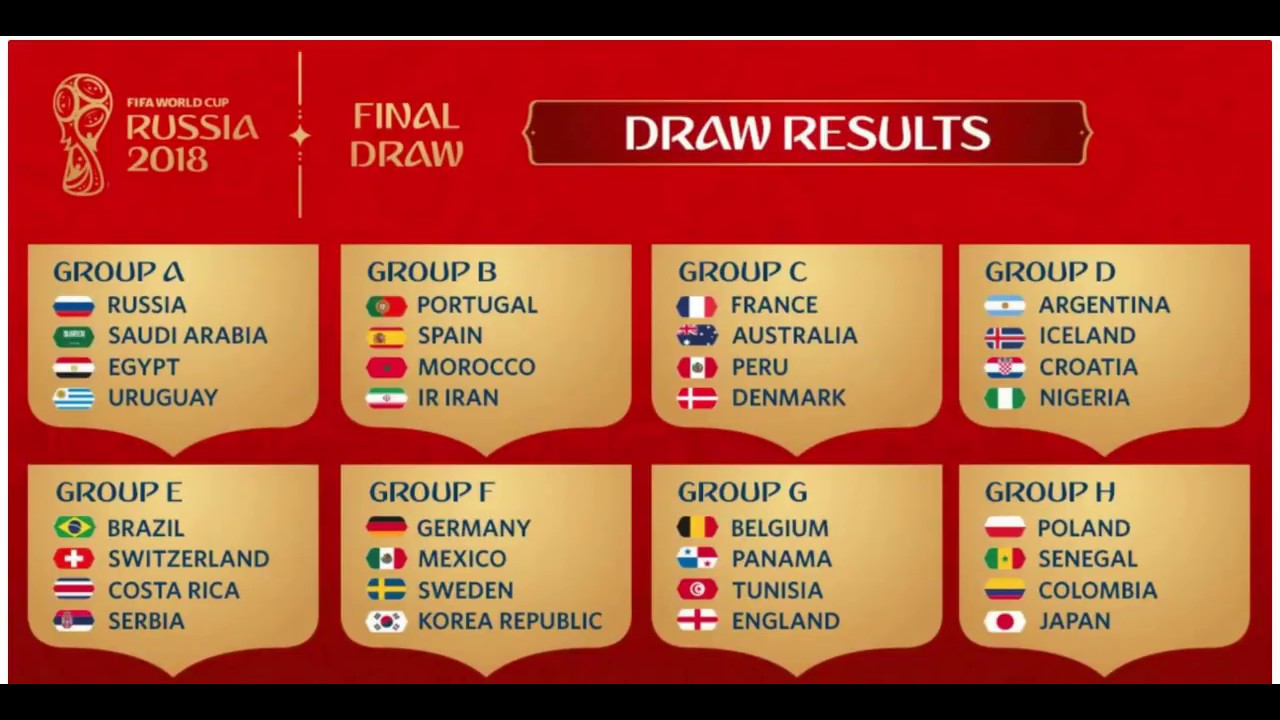 FIFA WORLD CUP
RUSSIA
2018
FINAL
DRAW
DRAW RESULTS
GROUP A
RUSSIA
SAUDI ARABIA
EGYPT
URUGUAY
GROUP B
PORTUGAL
SPAIN
MOROCCO
IR IRAN
GROUP C
FRANCE
AUSTRALIA
PERU
DENMARK
GROUP D
ARGENTINA
ICELAND
CROATIA
NIGERIA
GROUP E
BRAZIL
SWITZERLAND
COSTA RICA
SERBIA
GROUP F
GERMANY
MEXICO
SWEDEN
KOREA REPUBLIC
GROUP G
BELGIUM
PANAMA
TUNISIA
ENGLAND
GROUP H
POLAND
SENEGAL
COLOMBIA
JAPAN